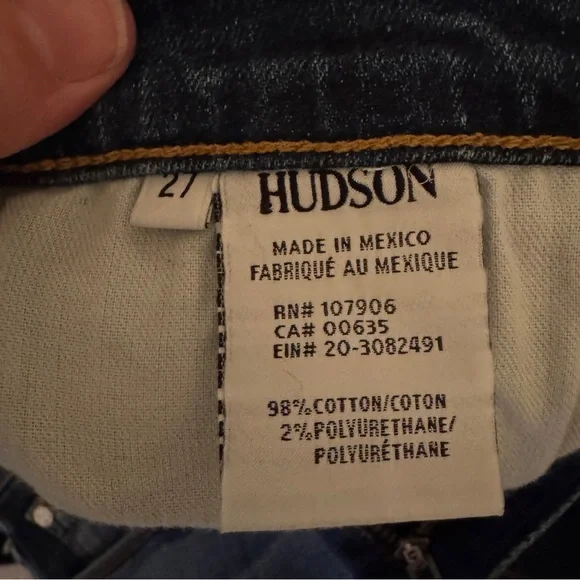 27
HUDSON
MADE IN MEXICO
FABRIQUÉ AU MEXIQUE
RN# 107906
CA# 00635
EIN# 20-3082491
98%COTTON/COTON
2%POLYURETHANE/
POLYURÉTHANE